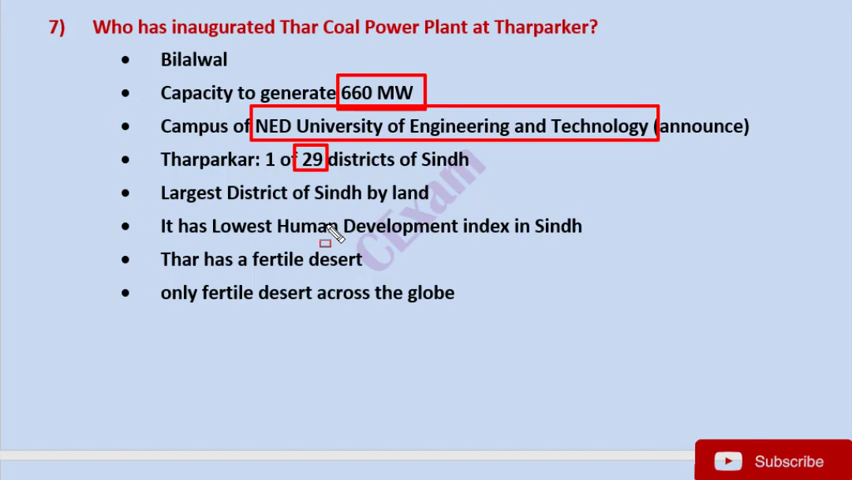 7) Who has inaugurated Thar Coal Power Plant at Tharparker?
• Bilalwal
• Capacity to generate 660 MW
• Campus of NED University of Engineering and Technology (announce)
• Tharparkar: 1 of 29 districts of Sindh
• Largest District of Sindh by land
• It has Lowest Human Development index in Sindh
• Thar has a fertile desert
• only fertile desert across the globe
CExam
Subscribe